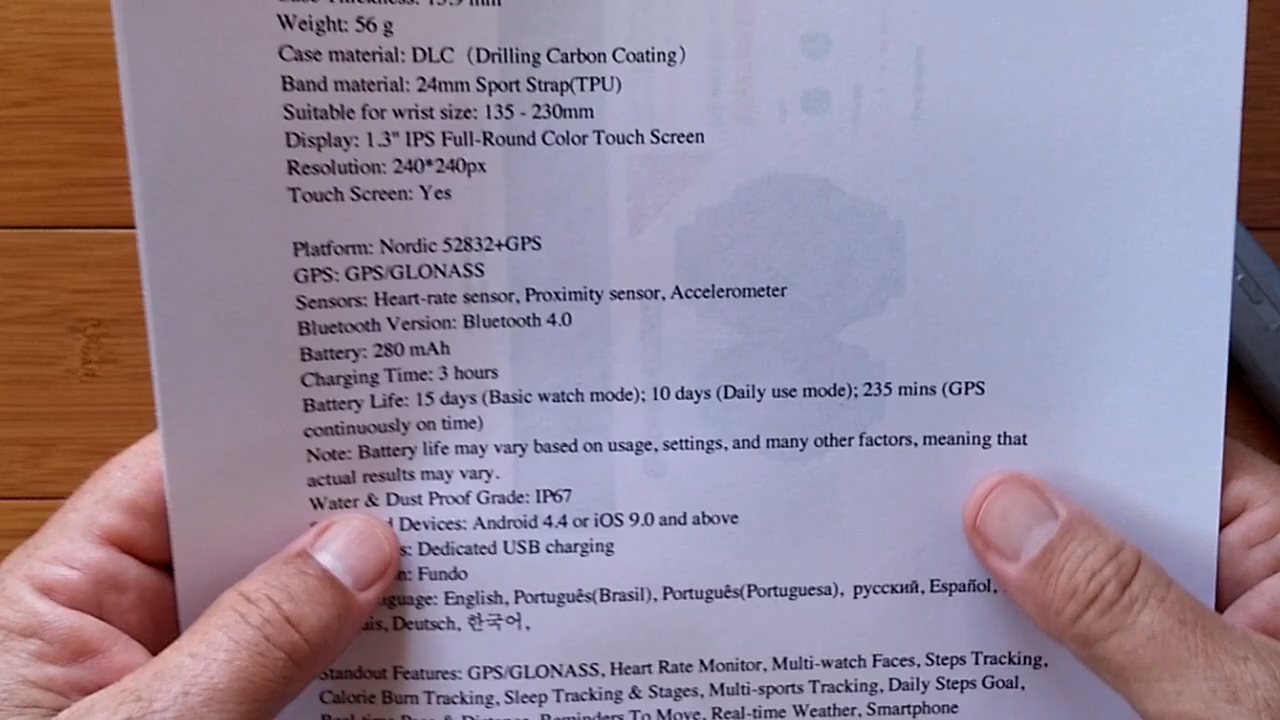 Weight: 56 g
Case material: DLC（Drilling Carbon Coating）
Band material: 24mm Sport Strap(TPU)
Suitable for wrist size: 135 - 230mm
Display: 1.3" IPS Full-Round Color Touch Screen
Resolution: 240*240px
Touch Screen: Yes
Platform: Nordic 52832+GPS
GPS: GPS/GLONASS
Sensors: Heart-rate sensor, Proximity sensor, Accelerometer
Bluetooth Version: Bluetooth 4.0
Battery: 280 mAh
Charging Time: 3 hours
Battery Life: 15 days (Basic watch mode); 10 days (Daily use mode); 235 mins (GPS
continuously on time)
Note: Battery life may vary based on usage, settings, and many other factors, meaning that
actual results may vary.
Water & Dust Proof Grade: IP67
Devices: Android 4.4 or iOS 9.0 and above
Dedicated USB charging
Fundo
English, Português(Brasil), Português(Portuguesa), русский, Español,
Deutsch, 한국어,
Standout Features: GPS/GLONASS, Heart Rate Monitor, Multi-watch Faces, Steps Tracking,
Calorie Burn Tracking, Sleep Tracking & Stages, Multi-sports Tracking, Daily Steps Goal,
Reminders To Move, Real-time Weather, Smartphone